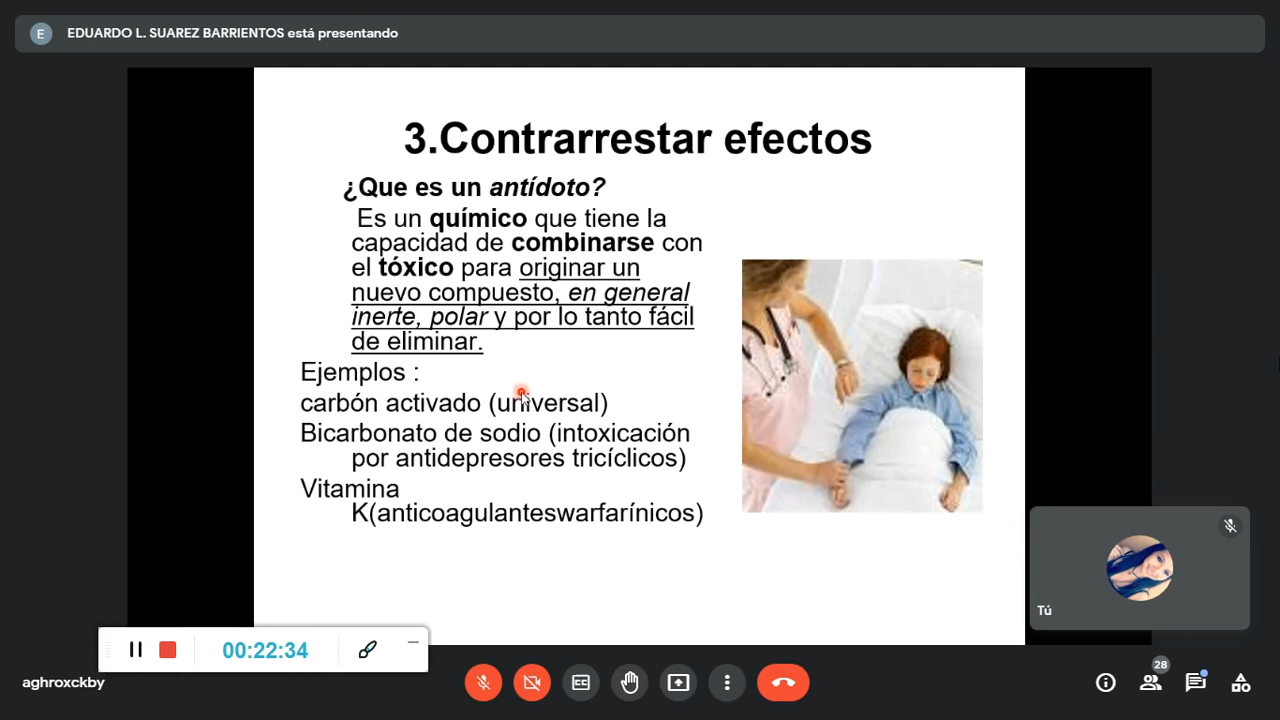 E
EDUARDO L. SUAREZ BARRIENTOS está presentando
3.Contrarrestar efectos
¿Que es un antídoto?
Es un químico que tiene la
capacidad de combinarse con
el tóxico para originar un
nuevo compuesto, en general
inerte, polar y por lo tanto fácil
de eliminar.
Ejemplos :
carbón activado (universal)
Bicarbonato de sodio (intoxicación
por antidepresores tricíclicos)
Vitamina
K(anticoagulanteswarfarínicos)
Tú
00:22:34
28
aghroxckby